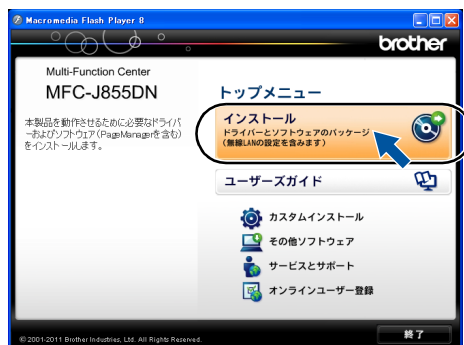 Macromedia Flash Player 8
brother
Multi-Function Center
MFC-J855DN
本製品を動作させるために必要なドライバ
ーおよびソフトウェア(PageManagerを含む)
をインストールします。
トップメニュー
インストール
ドライバーとソフトウェアのパッケージ
(無線LANの設定を含みます)
ユーザーズガイド
カスタムインストール
その他ソフトウェア
サービスとサポート
オンラインユーザー登録
© 2001-2011 Brother Industries, Ltd. All Rights Reserved.
終了